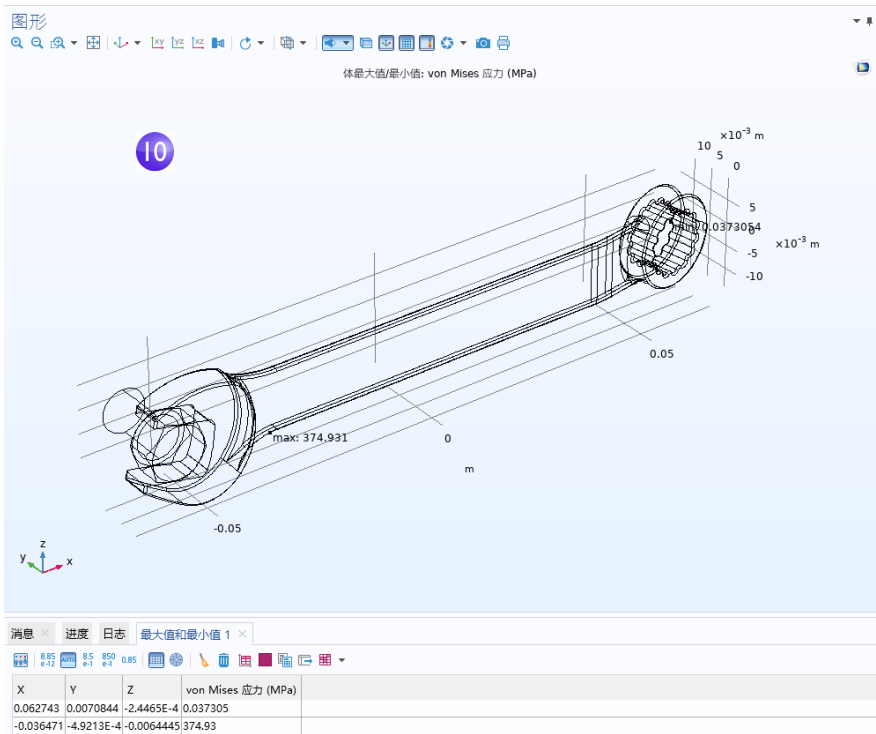 图形
xy yz xz
体最大值/最小值: von Mises 应力 (MPa)
10
×10⁻³ m
10
5
0
5
0.0373054
-5
×10⁻³ m
-10
0.05
max: 374.931
0
m
-0.05
z
y
x
消息
进度
日志
最大值和最小值 1
8.85 e-12
AUTO
8.5 e-1
850 e-1
0.85
X Y Z von Mises 应力 (MPa)
0.062743 0.0070844 -2.4465E-4 0.037305
-0.036471 -4.9213E-4 -0.0064445 374.93